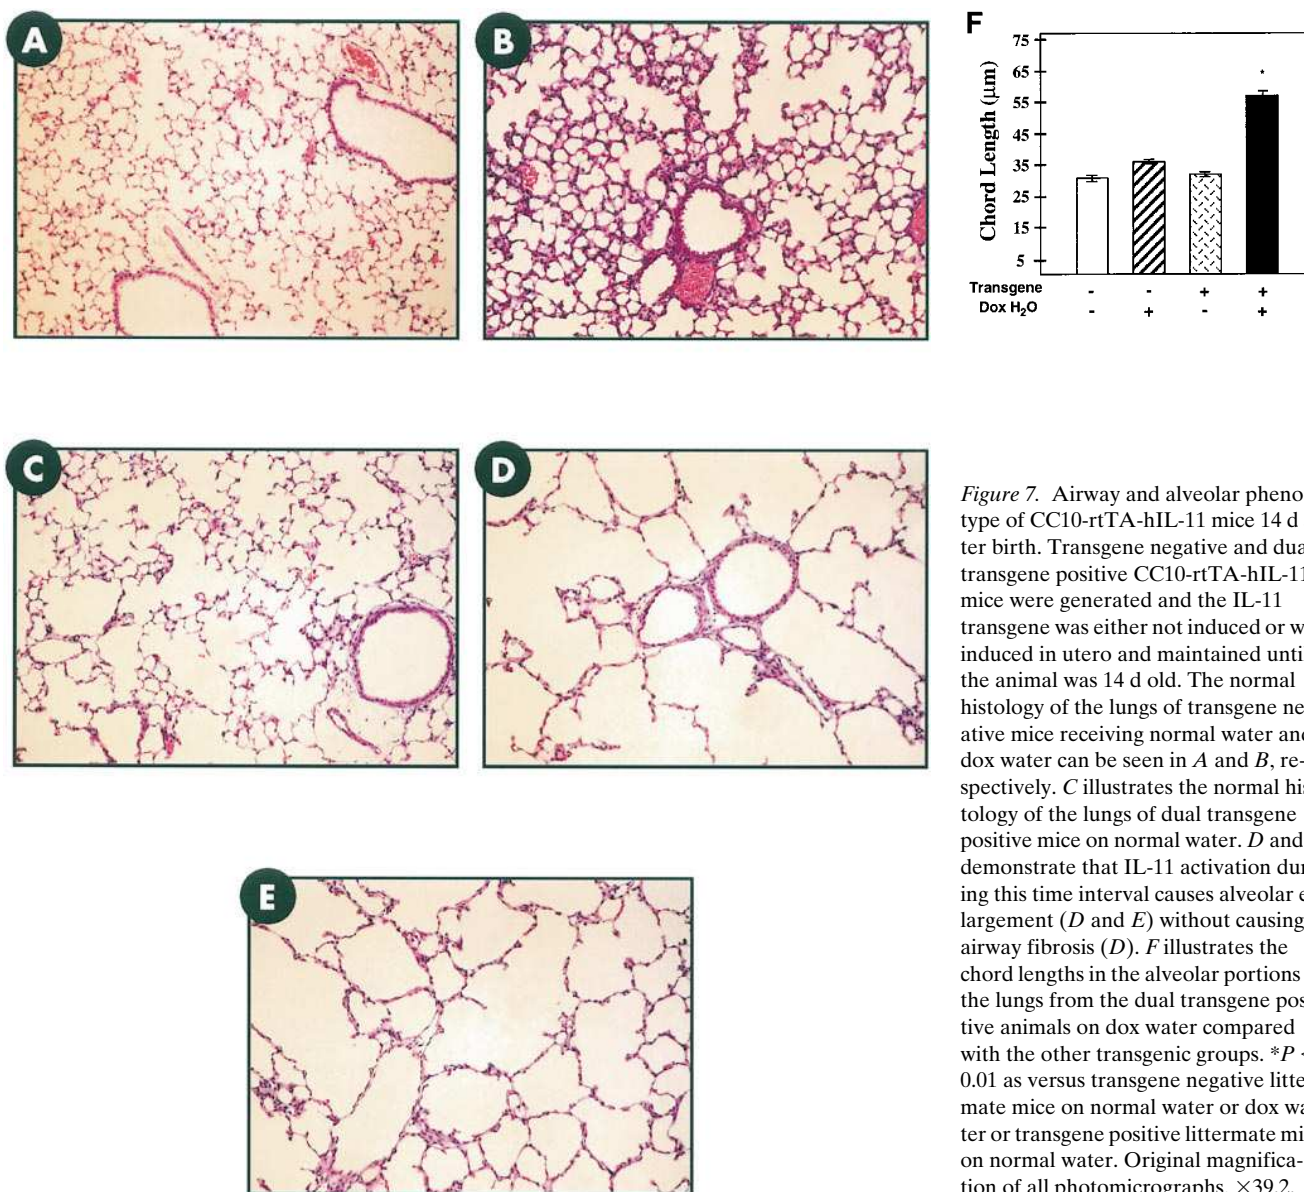 A
B
F
75
65
55
45
35
25
15
5
Chord Length (μm)
*
Transgene - - + +
Dox H₂O - + - +
C
D
E
Figure 7. Airway and alveolar pheno
type of CC10-rtTA-hIL-11 mice 14 d
ter birth. Transgene negative and dua
transgene positive CC10-rtTA-hIL-11
mice were generated and the IL-11
transgene was either not induced or w
induced in utero and maintained unti
the animal was 14 d old. The normal
histology of the lungs of transgene ne
ative mice receiving normal water and
dox water can be seen in A and B, re-
spectively. C illustrates the normal his
tology of the lungs of dual transgene
positive mice on normal water. D and
demonstrate that IL-11 activation dur
ing this time interval causes alveolar e
largement (D and E) without causing
airway fibrosis (D). F illustrates the
chord lengths in the alveolar portions
the lungs from the dual transgene pos
tive animals on dox water compared
with the other transgenic groups. *P <
0.01 as versus transgene negative litte
mate mice on normal water or dox wa
ter or transgene positive littermate mi
on normal water. Original magnifica-
tion of all photomicrographs, ×39.2.